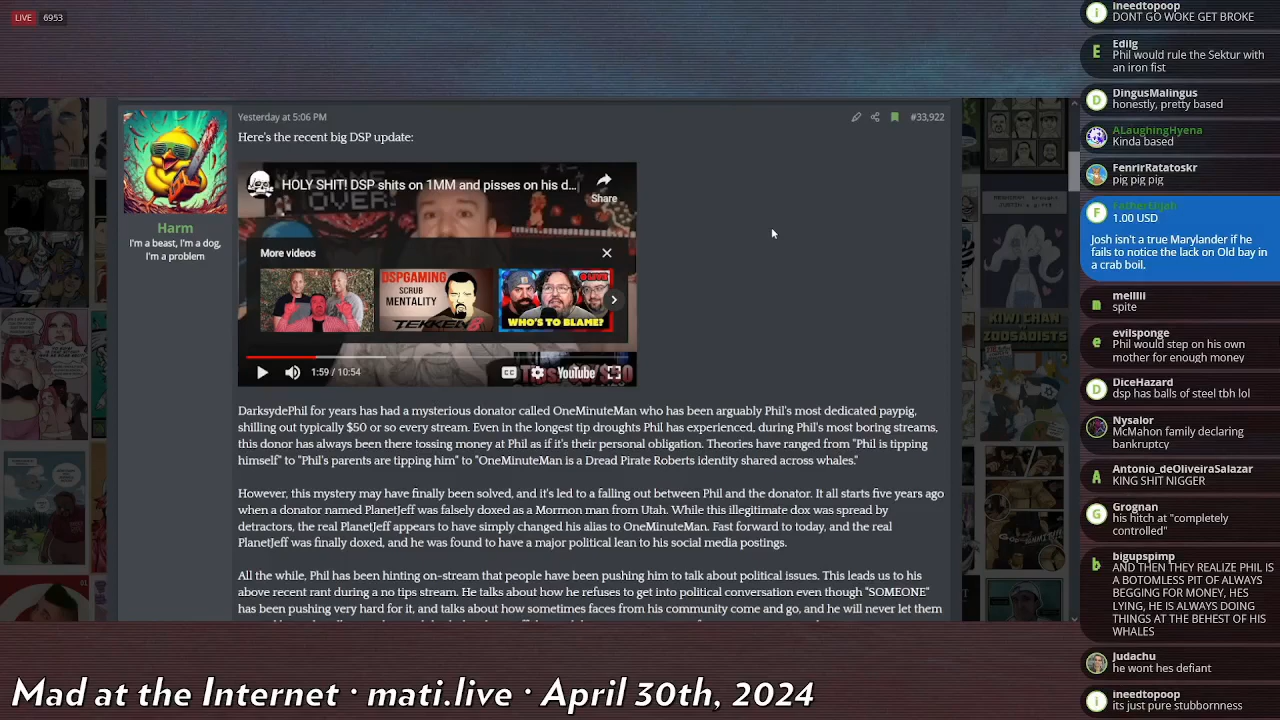 LIVE 6953
Yesterday at 5:06 PM
#33,922
Here's the recent big DSP update:
HOLY SHIT! DSP shits on 1MM and pisses on his d...
Share
More videos
DSPGAMING
SCRUB
MENTALITY
TEKKEN 8
LIVE
WHO'S TO BLAME?
1:59 / 10:54
CC
YouTube
Harm
I'm a beast, I'm a dog,
I'm a problem
DarksydePhil for years has had a mysterious donator called OneMinuteMan who has been arguably Phil's most dedicated paypig,
shilling out typically $50 or so every stream. Even in the longest tip droughts Phil has experienced, during Phil's most boring streams,
this donor has always been there tossing money at Phil as if it's their personal obligation. Theories have ranged from "Phil is tipping
himself" to "Phil's parents are tipping him" to "OneMinuteMan is a Dread Pirate Roberts identity shared across whales."
However, this mystery may have finally been solved, and it's led to a falling out between Phil and the donator. It all starts five years ago
when a donator named PlanetJeff was falsely doxed as a Mormon man from Utah. While this illegitimate dox was spread by
detractors, the real PlanetJeff appears to have simply changed his alias to OneMinuteMan. Fast forward to today, and the real
PlanetJeff was finally doxed, and he was found to have a major political lean to his social media postings.
All the while, Phil has been hinting on-stream that people have been pushing him to talk about political issues. This leads us to his
above recent rant during a no tips stream. He talks about how he refuses to get into political conversation even though "SOMEONE"
has been pushing very hard for it, and talks about how sometimes faces from his community come and go, and he will never let them
KIWI CHAN
ZOOSADISTS
i
ineedtopoop
DONT GO WOKE GET BROKE
E
Edilg
Phil would rule the Sektur with
an iron fist
D
DingusMalingus
honestly, pretty based
ALaughingHyena
Kinda based
FenrirRatatoskr
pig pig pig
F
FatherElijah
1.00 USD
Josh isn't a true Marylander if he
fails to notice the lack on Old bay in
a crab boil.
m
melllll
spite
e
evilsponge
Phil would step on his own
mother for enough money
D
DiceHazard
dsp has balls of steel tbh lol
Nysalor
McMahon family declaring
bankruptcy
A
Antonio_deOliveiraSalazar
KING SHIT NIGGER
G
Grognan
his hitch at "completely
controlled"
b
bigupspimp
AND THEN THEY REALIZE PHIL IS
A BOTOMLESS PIT OF ALWAYS
BEGGING FOR MONEY, HES
LYING, HE IS ALWAYS DOING
THINGS AT THE BEHEST OF HIS
WHALES
Judachu
he wont hes defiant
i
ineedtopoop
its just pure stubbornness
Mad at the Internet · mati.live · April 30th, 2024